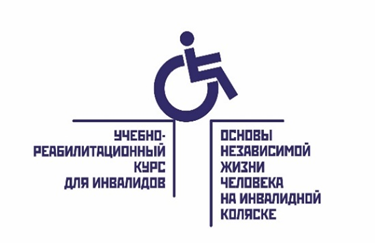 УЧЕБНО-
РЕАБИЛИТАЦИОННЫЙ
КУРС
ДЛЯ ИНВАЛИДОВ
ОСНОВЫ
НЕЗАВИСИМОЙ
ЖИЗНИ
ЧЕЛОВЕКА
НА ИНВАЛИДНОЙ
КОЛЯСКЕ